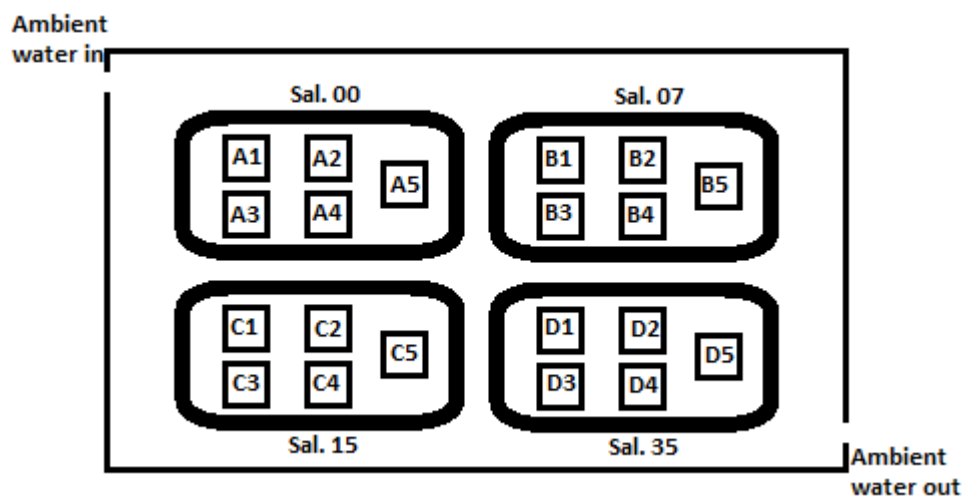 Ambient
water in
Sal. 00
Sal. 07
A1 A2
A5
A3 A4
B1 B2
B5
B3 B4
C1 C2
C5
C3 C4
D1 D2
D5
D3 D4
Sal. 15
Sal. 35
Ambient
water out